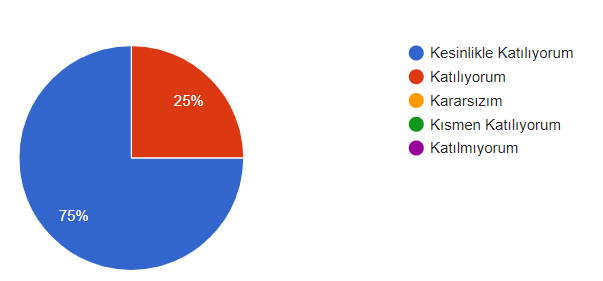 25%
75%
Kesinlikle Katılıyorum
Katılıyorum
Kararsızım
Kısmen Katılıyorum
Katılmıyorum